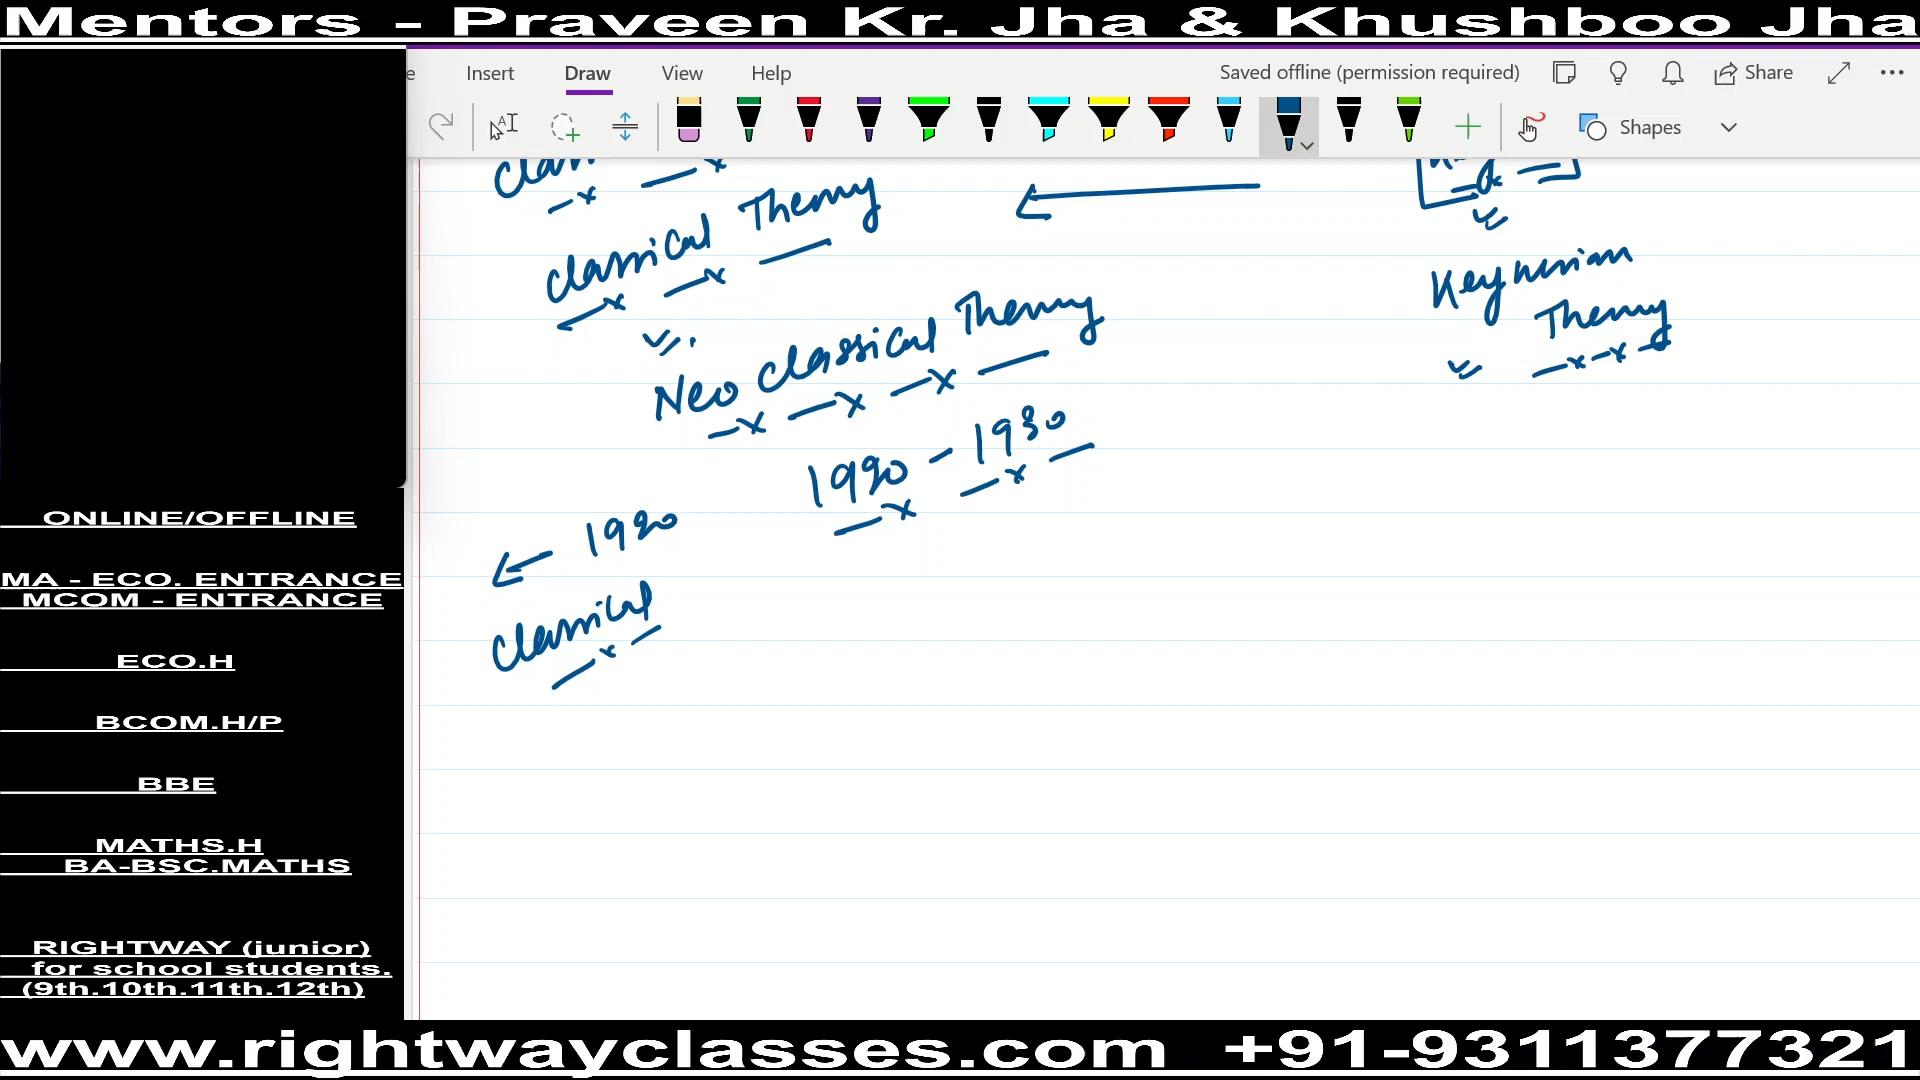 Mentors - Praveen Kr. Jha & Khushboo Jha
Insert Draw View Help Saved offline (permission required) Share
Shapes
Classical Theory
Neo Classical Theory
1920 - 1930
1920
Classical
Keynesian
Theory
ONLINE/OFFLINE
MA - ECO. ENTRANCE
MCOM - ENTRANCE
ECO.H
BCOM.H/P
BBE
MATHS.H
BA-BSC.MATHS
RIGHTWAY (junior)
for school students.
(9th.10th.11th.12th)
www.rightwayclasses.com +91-9311377321